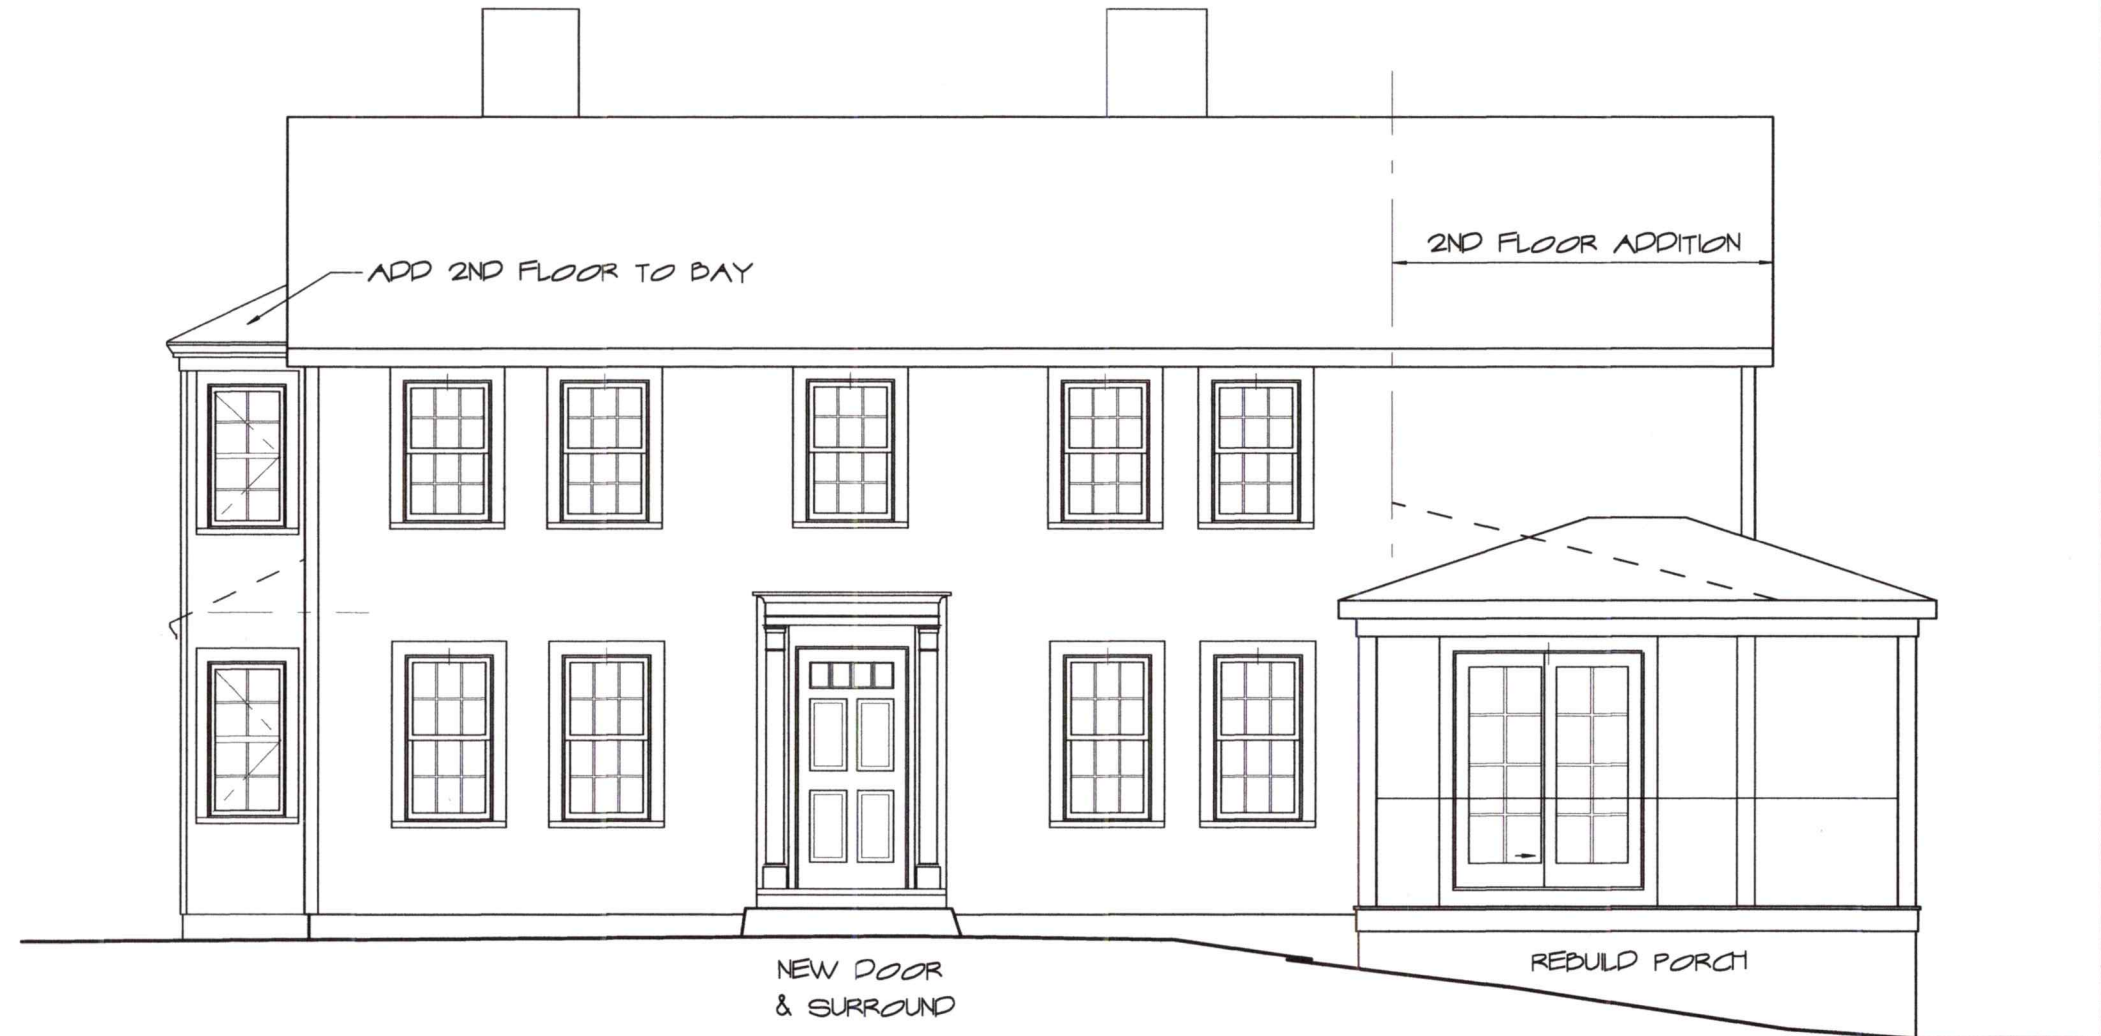 2ND FLOOR ADDITION
ADD 2ND FLOOR TO BAY
NEW DOOR
& SURROUND
REBUILD PORCH